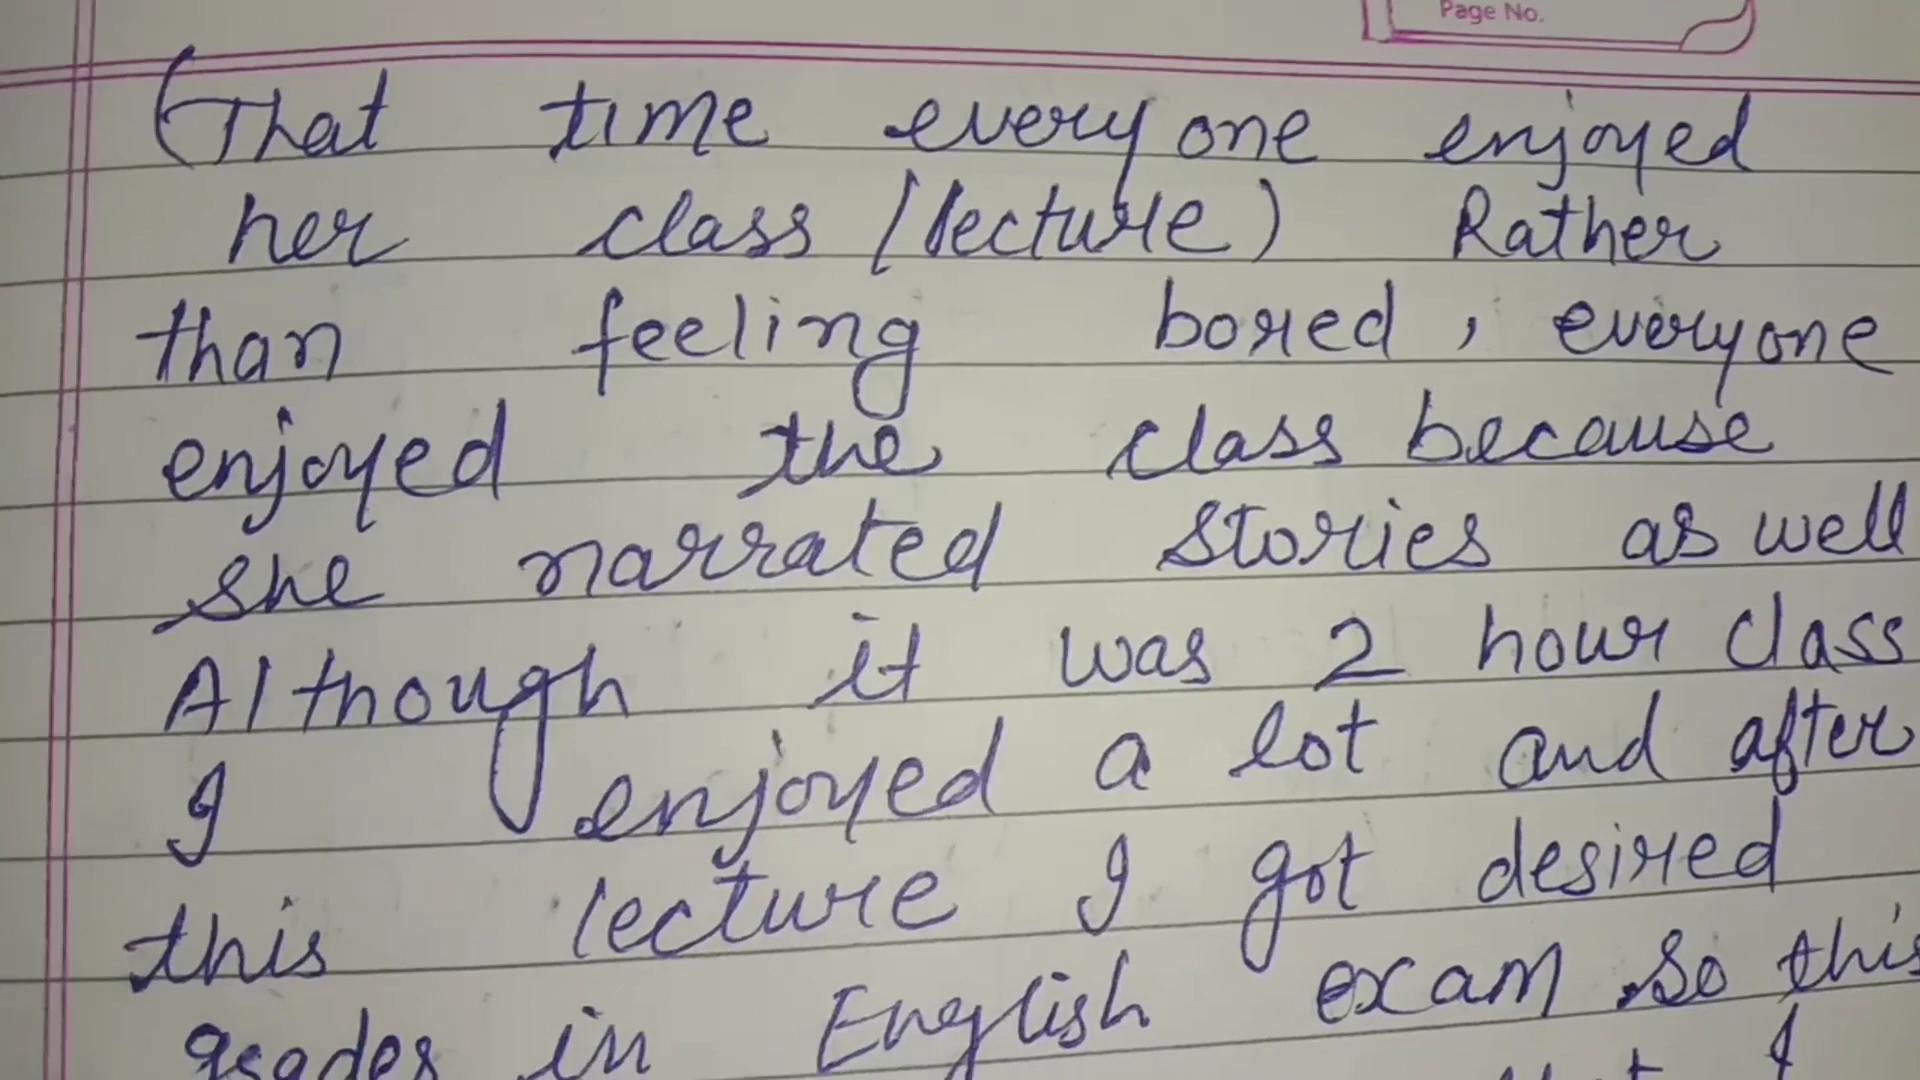 Page No.
(That time everyone enjoyed
her class (lecture) Rather
than feeling bored, everyone
enjoyed the class because
she narrated stories as well
Although it was 2 hour class
I enjoyed a lot and after
this lecture I got desired
grades in English exam so this
I